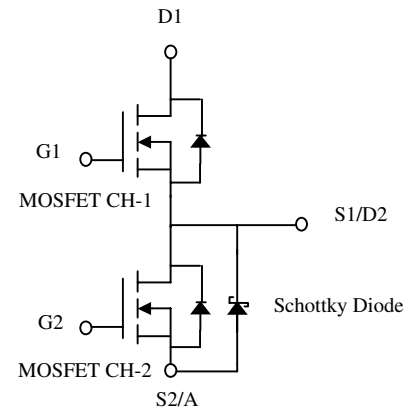 D1
G1
MOSFET CH-1
S1/D2
Schottky Diode
G2
MOSFET CH-2
S2/A